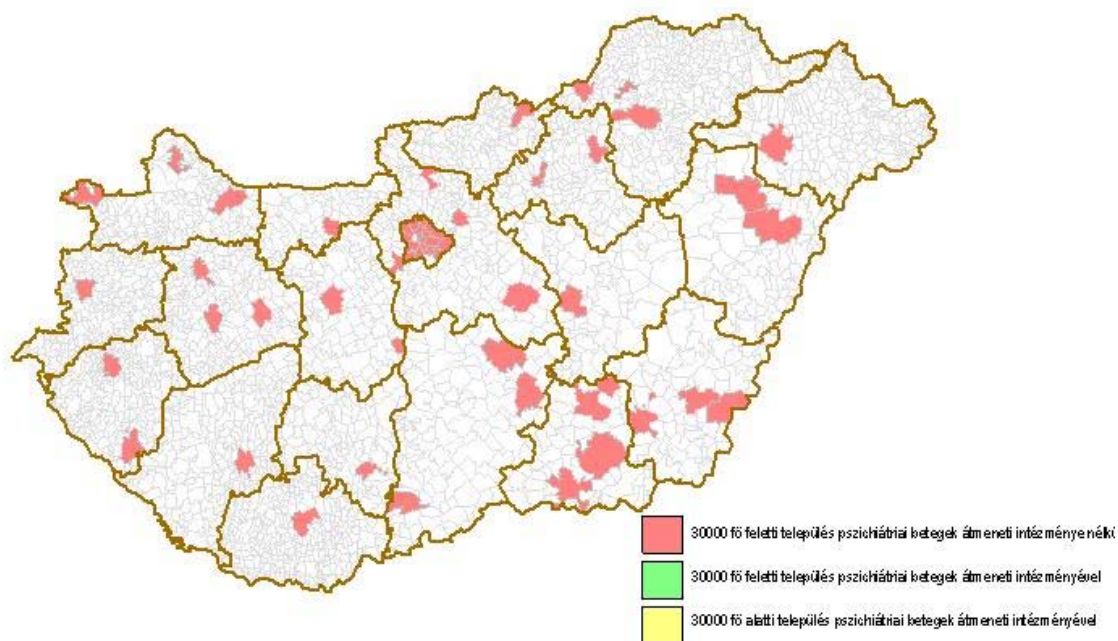 30000 fő feletti település pszichiátriai betegek átmeneti intézménye nélkü
30000 fő feletti település pszichiátriai betegek átmeneti intézményével
30000 fő alatti település pszichiátriai betegek átmeneti intézményével